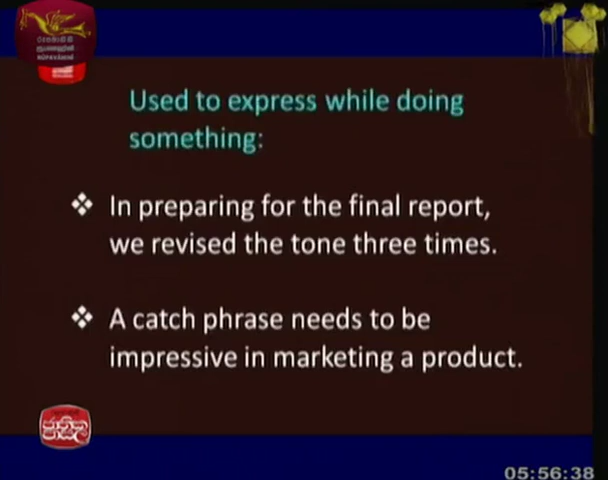 Used to express while doing
something:
❖ In preparing for the final report,
we revised the tone three times.
❖ A catch phrase needs to be
impressive in marketing a product.
05:56:38